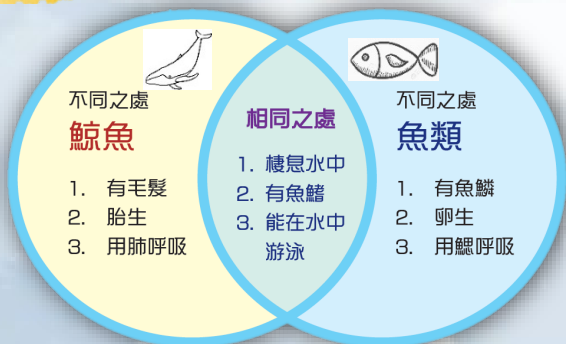 不同之處
鯨魚
1. 有毛髮
2. 胎生
3. 用肺呼吸
相同之處
1. 棲息水中
2. 有魚鰭
3. 能在水中
游泳
不同之處
魚類
1. 有魚鱗
2. 卵生
3. 用鰓呼吸